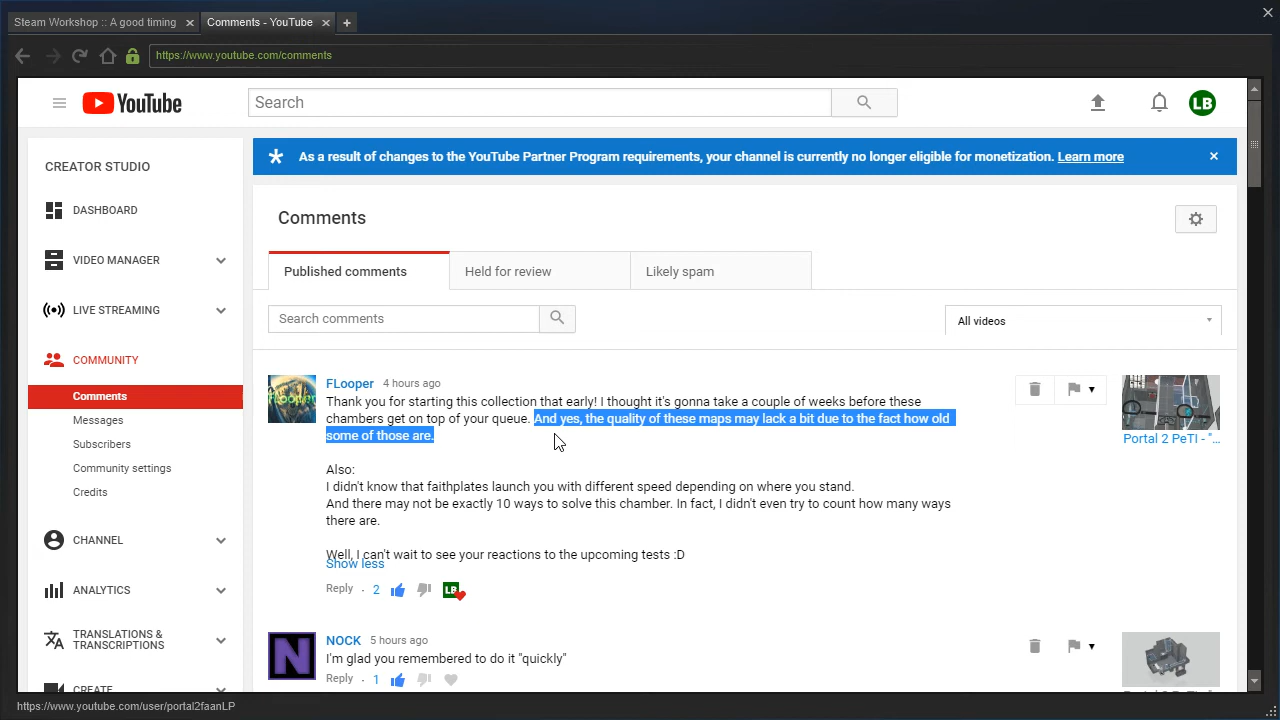 Steam Workshop :: A good timing
Comments - YouTube
https://www.youtube.com/comments
YouTube
Search
LB
CREATOR STUDIO
DASHBOARD
VIDEO MANAGER
LIVE STREAMING
COMMUNITY
Comments
Messages
Subscribers
Community settings
Credits
CHANNEL
ANALYTICS
TRANSLATIONS &
TRANSCRIPTIONS
CREATE
As a result of changes to the YouTube Partner Program requirements, your channel is currently no longer eligible for monetization. Learn more
Comments
Published comments
Held for review
Likely spam
Search comments
All videos
FLooper 4 hours ago
Thank you for starting this collection that early! I thought it's gonna take a couple of weeks before these
chambers get on top of your queue. And yes, the quality of these maps may lack a bit due to the fact how old
some of those are.
Also:
I didn't know that faithplates launch you with different speed depending on where you stand.
And there may not be exactly 10 ways to solve this chamber. In fact, I didn't even try to count how many ways
there are.
Well, I can't wait to see your reactions to the upcoming tests :D
Show less
Reply · 2
LB
Portal 2 PeTI - "...
NOCK 5 hours ago
I'm glad you remembered to do it "quickly"
Reply · 1
https://www.youtube.com/user/portal2faanLP